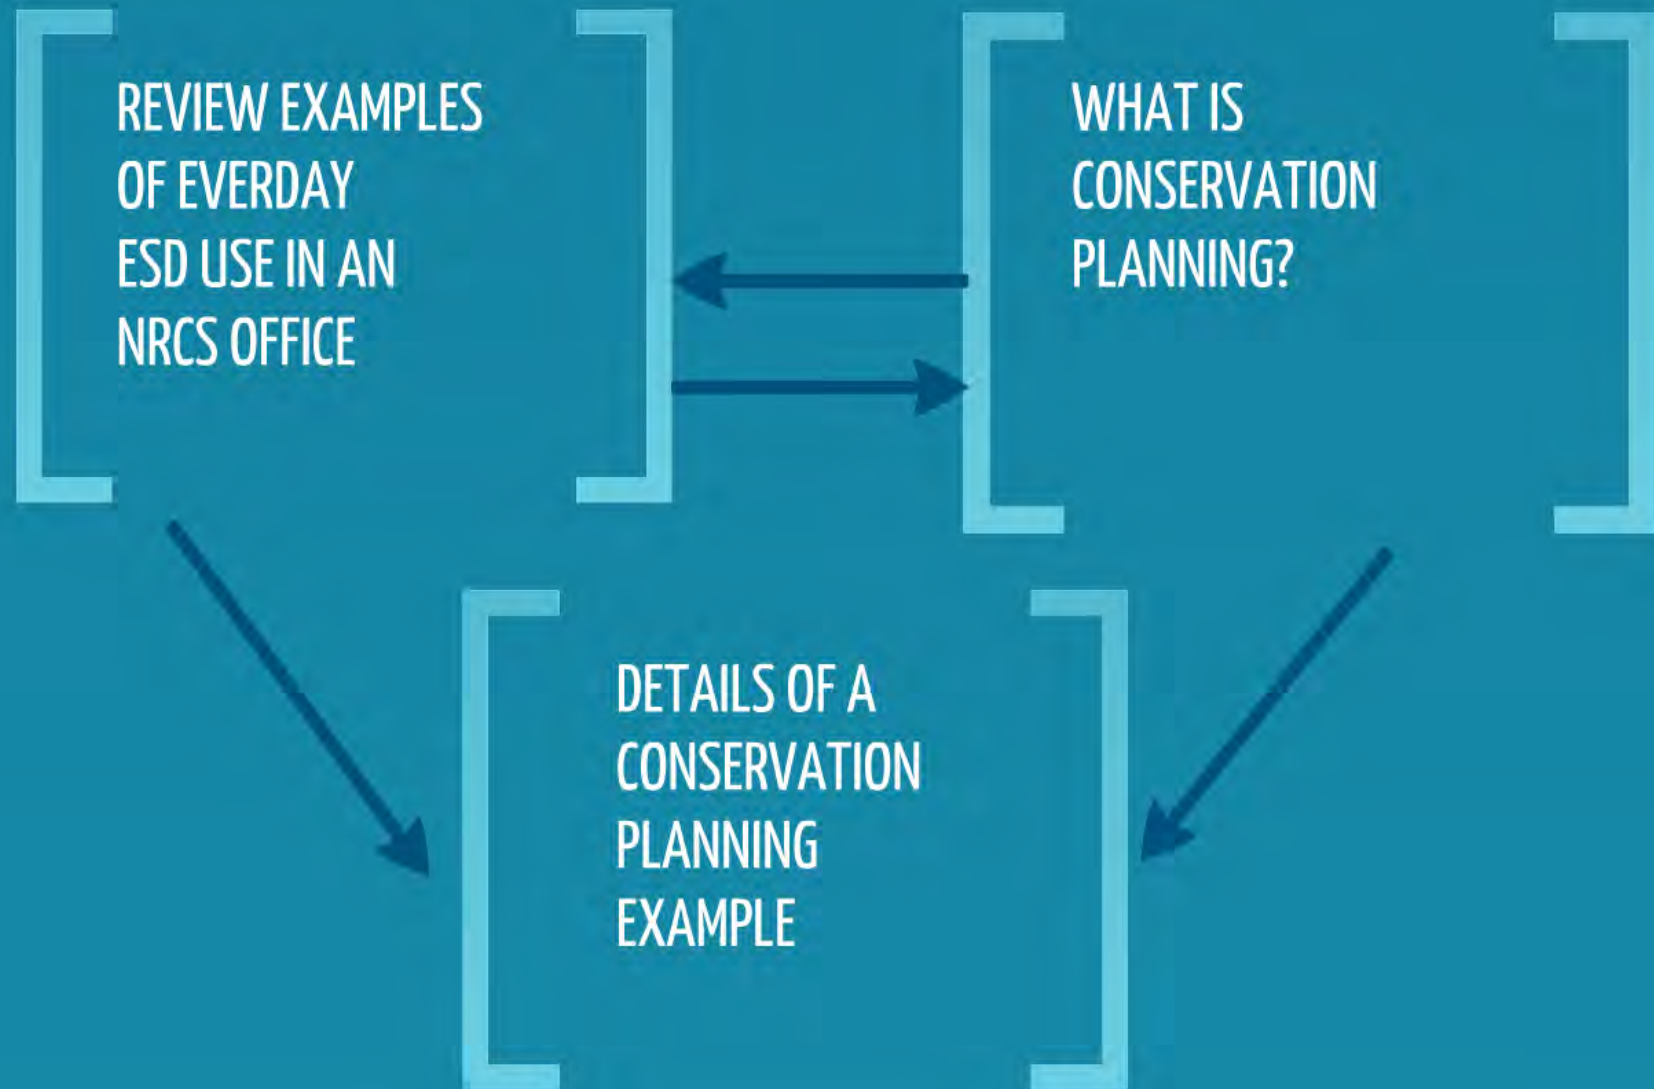 REVIEW EXAMPLES
OF EVERDAY
ESD USE IN AN
NRCS OFFICE
WHAT IS
CONSERVATION
PLANNING?
DETAILS OF A
CONSERVATION
PLANNING
EXAMPLE